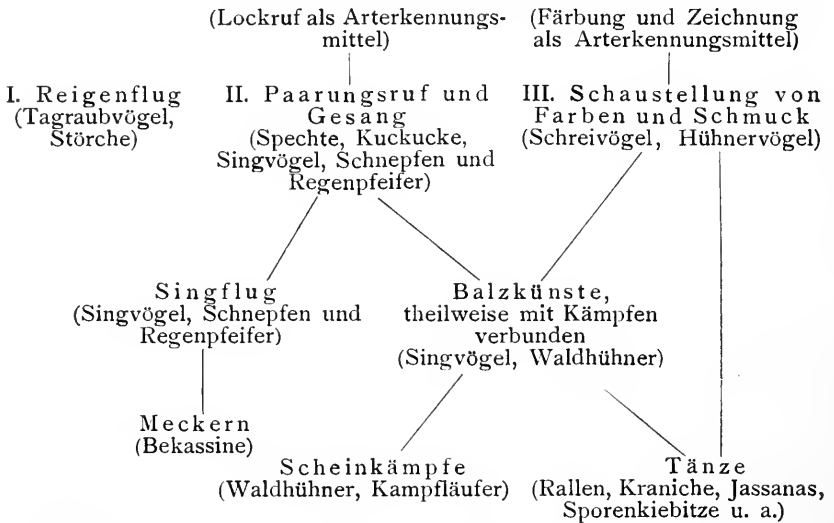 (Lockruf als Arterkennungs-
mittel)
(Färbung und Zeichnung
als Arterkennungsmittel)
I. Reigenflug
(Tagraubvögel,
Störche)
II. Paarungsruf und
Gesang
(Spechte, Kuckucke,
Singvögel, Schnepfen und
Regenpfeifer)
III. Schaustellung von
Farben und Schmuck
(Schreivögel, Hühnervögel)
Singflug
(Singvögel, Schnepfen und
Regenpfeifer)
Balzkünste,
theilweise mit Kämpfen
verbunden
(Singvögel, Waldhühner)
Meckern
(Bekassine)
Scheinkämpfe
(Waldhühner, Kampfläufer)
Tänze
(Rallen, Kraniche, Jassanas,
Sporenkiebitze u. a.)